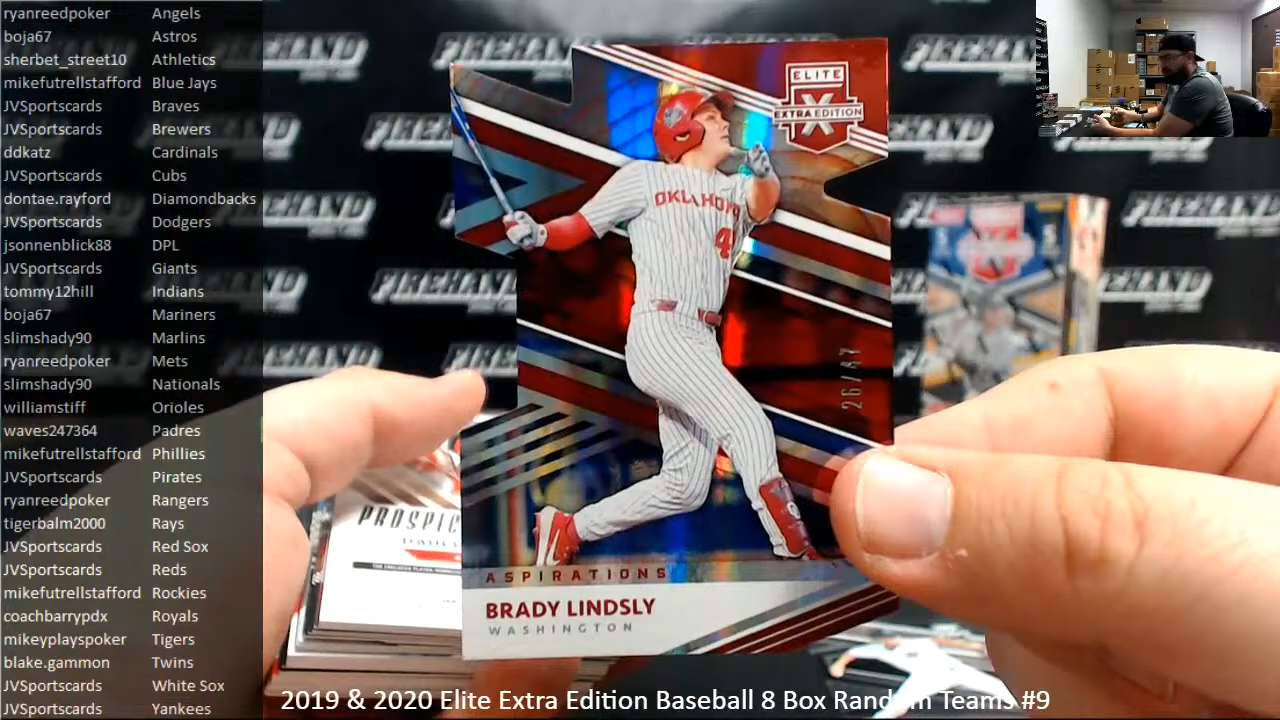 ryanreedpoker Angels
boja67 Astros
sherbet_street10 Athletics
mikefutrellstafford Blue Jays
JVSportscards Braves
JVSportscards Brewers
ddkatz Cardinals
JVSportscards Cubs
dontae.rayford Diamondbacks
JVSportscards Dodgers
jsonnenblick88 DPL
JVSportscards Giants
tommy12hill Indians
boja67 Mariners
slimshady90 Marlins
ryanreedpoker Mets
slimshady90 Nationals
williamstiff Orioles
waves247364 Padres
mikefutrellstafford Phillies
JVSportscards Pirates
ryanreedpoker Rangers
tigerbalm2000 Rays
JVSportscards Red Sox
JVSportscards Reds
mikefutrellstafford Rockies
coachbarrypdx Royals
mikeyplayspoker Tigers
blake.gammon Twins
JVSportscards White Sox
JVSportscards Yankees
FIREHAND
ELITE
X
EXTRA EDITION
OKLAHO
4
PROSPEC
ASPIRATIONS
BRADY LINDSLY
WASHINGTON
2019 & 2020 Elite Extra Edition Baseball 8 Box Random Teams #9